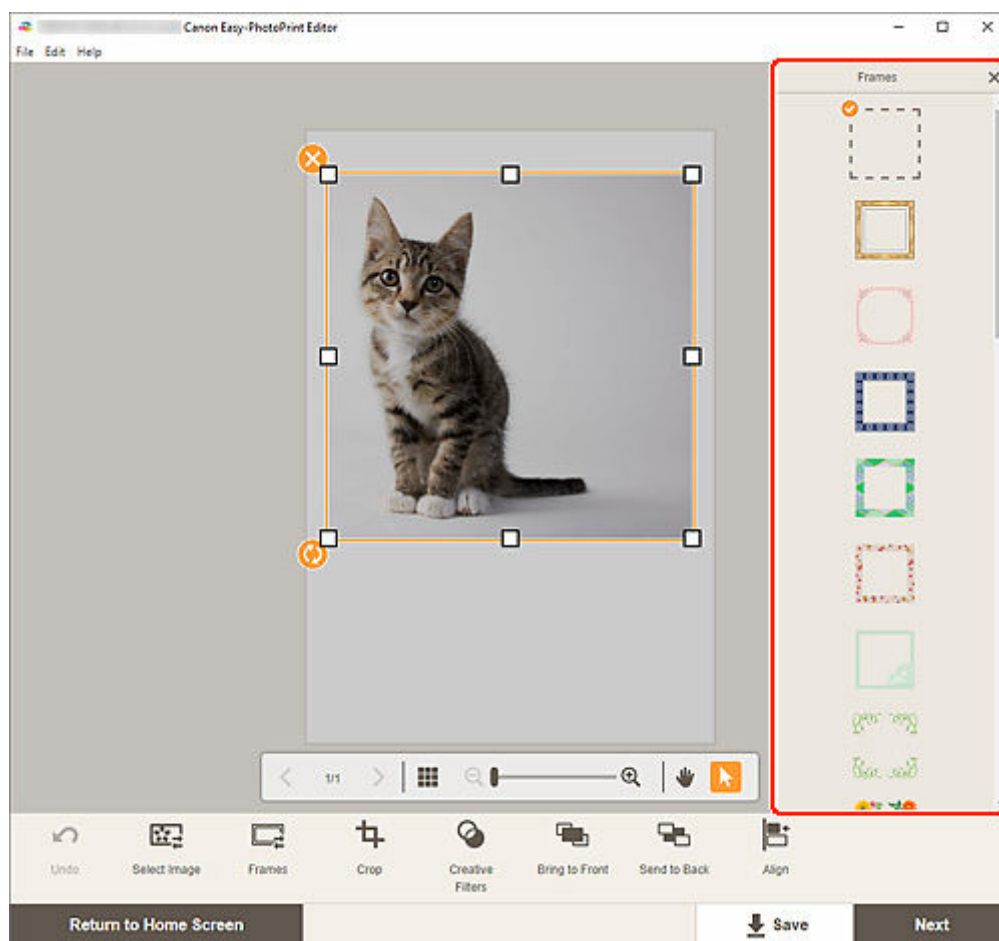 Canon Easy-PhotoPrint Editor
File Edit Help
Frames
1/1
Undo
Select Image
Frames
Crop
Creative
Filters
Bring to Front
Send to Back
Align
Return to Home Screen
Save
Next